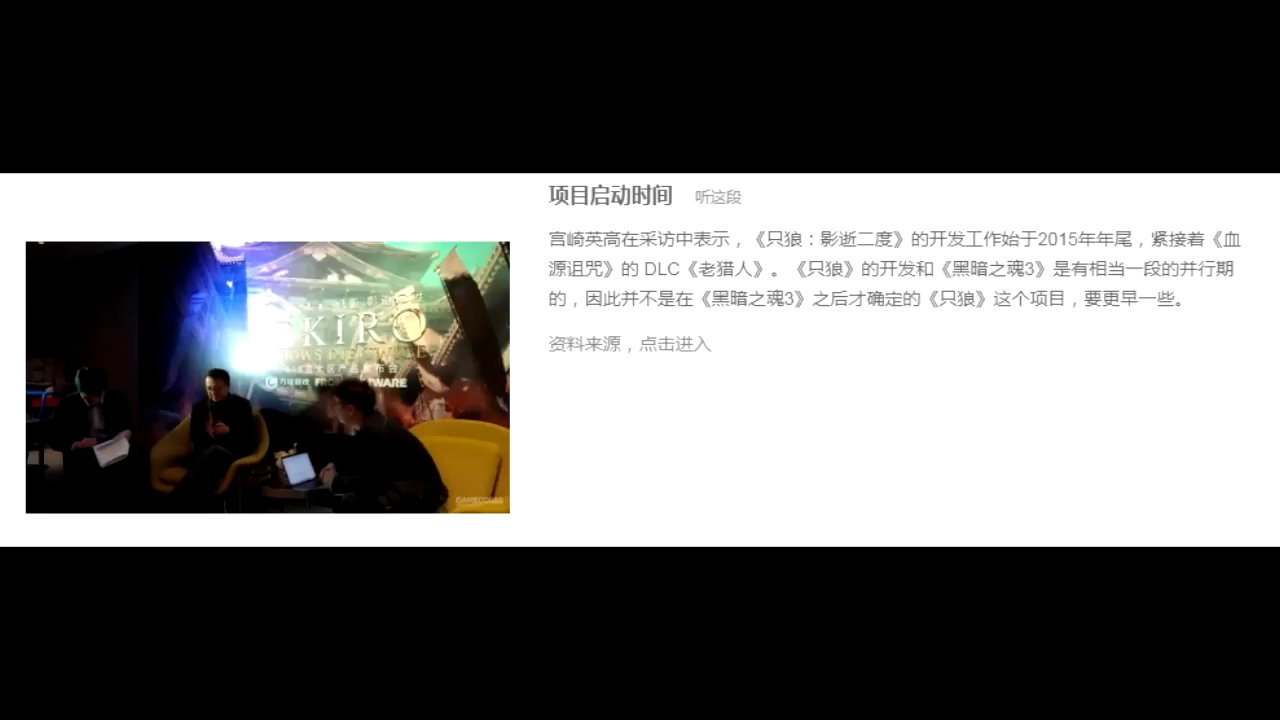 项目启动时间 听这段
宫崎英高在采访中表示，《只狼：影逝二度》的开发工作始于2015年年尾，紧接着《血
源诅咒》的 DLC《老猎人》。《只狼》的开发和《黑暗之魂3》是有相当一段的并行期
的，因此并不是在《黑暗之魂3》之后才确定的《只狼》这个项目，要更早一些。
资料来源，点击进入
SEKIRO
GAMECORES